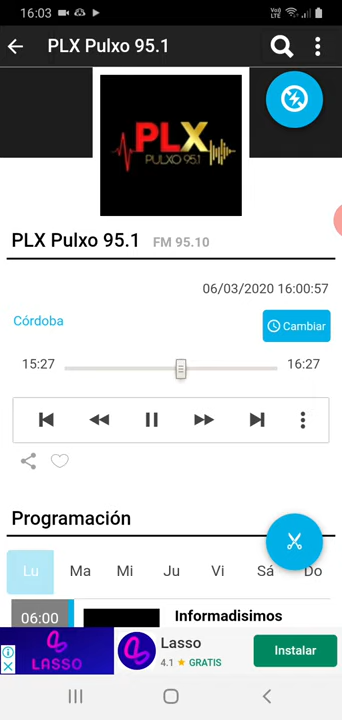 16:03
Vo)) LTE
PLX Pulxo 95.1
PLX
PULXO 95.1
PLX Pulxo 95.1 FM 95.10
06/03/2020 16:00:57
Córdoba
Cambiar
15:27
16:27
Programación
Lu Ma Mi Ju Vi Sá Do
06:00
Informadisimos
LASSO
Lasso
4.1 ★ GRATIS
Instalar